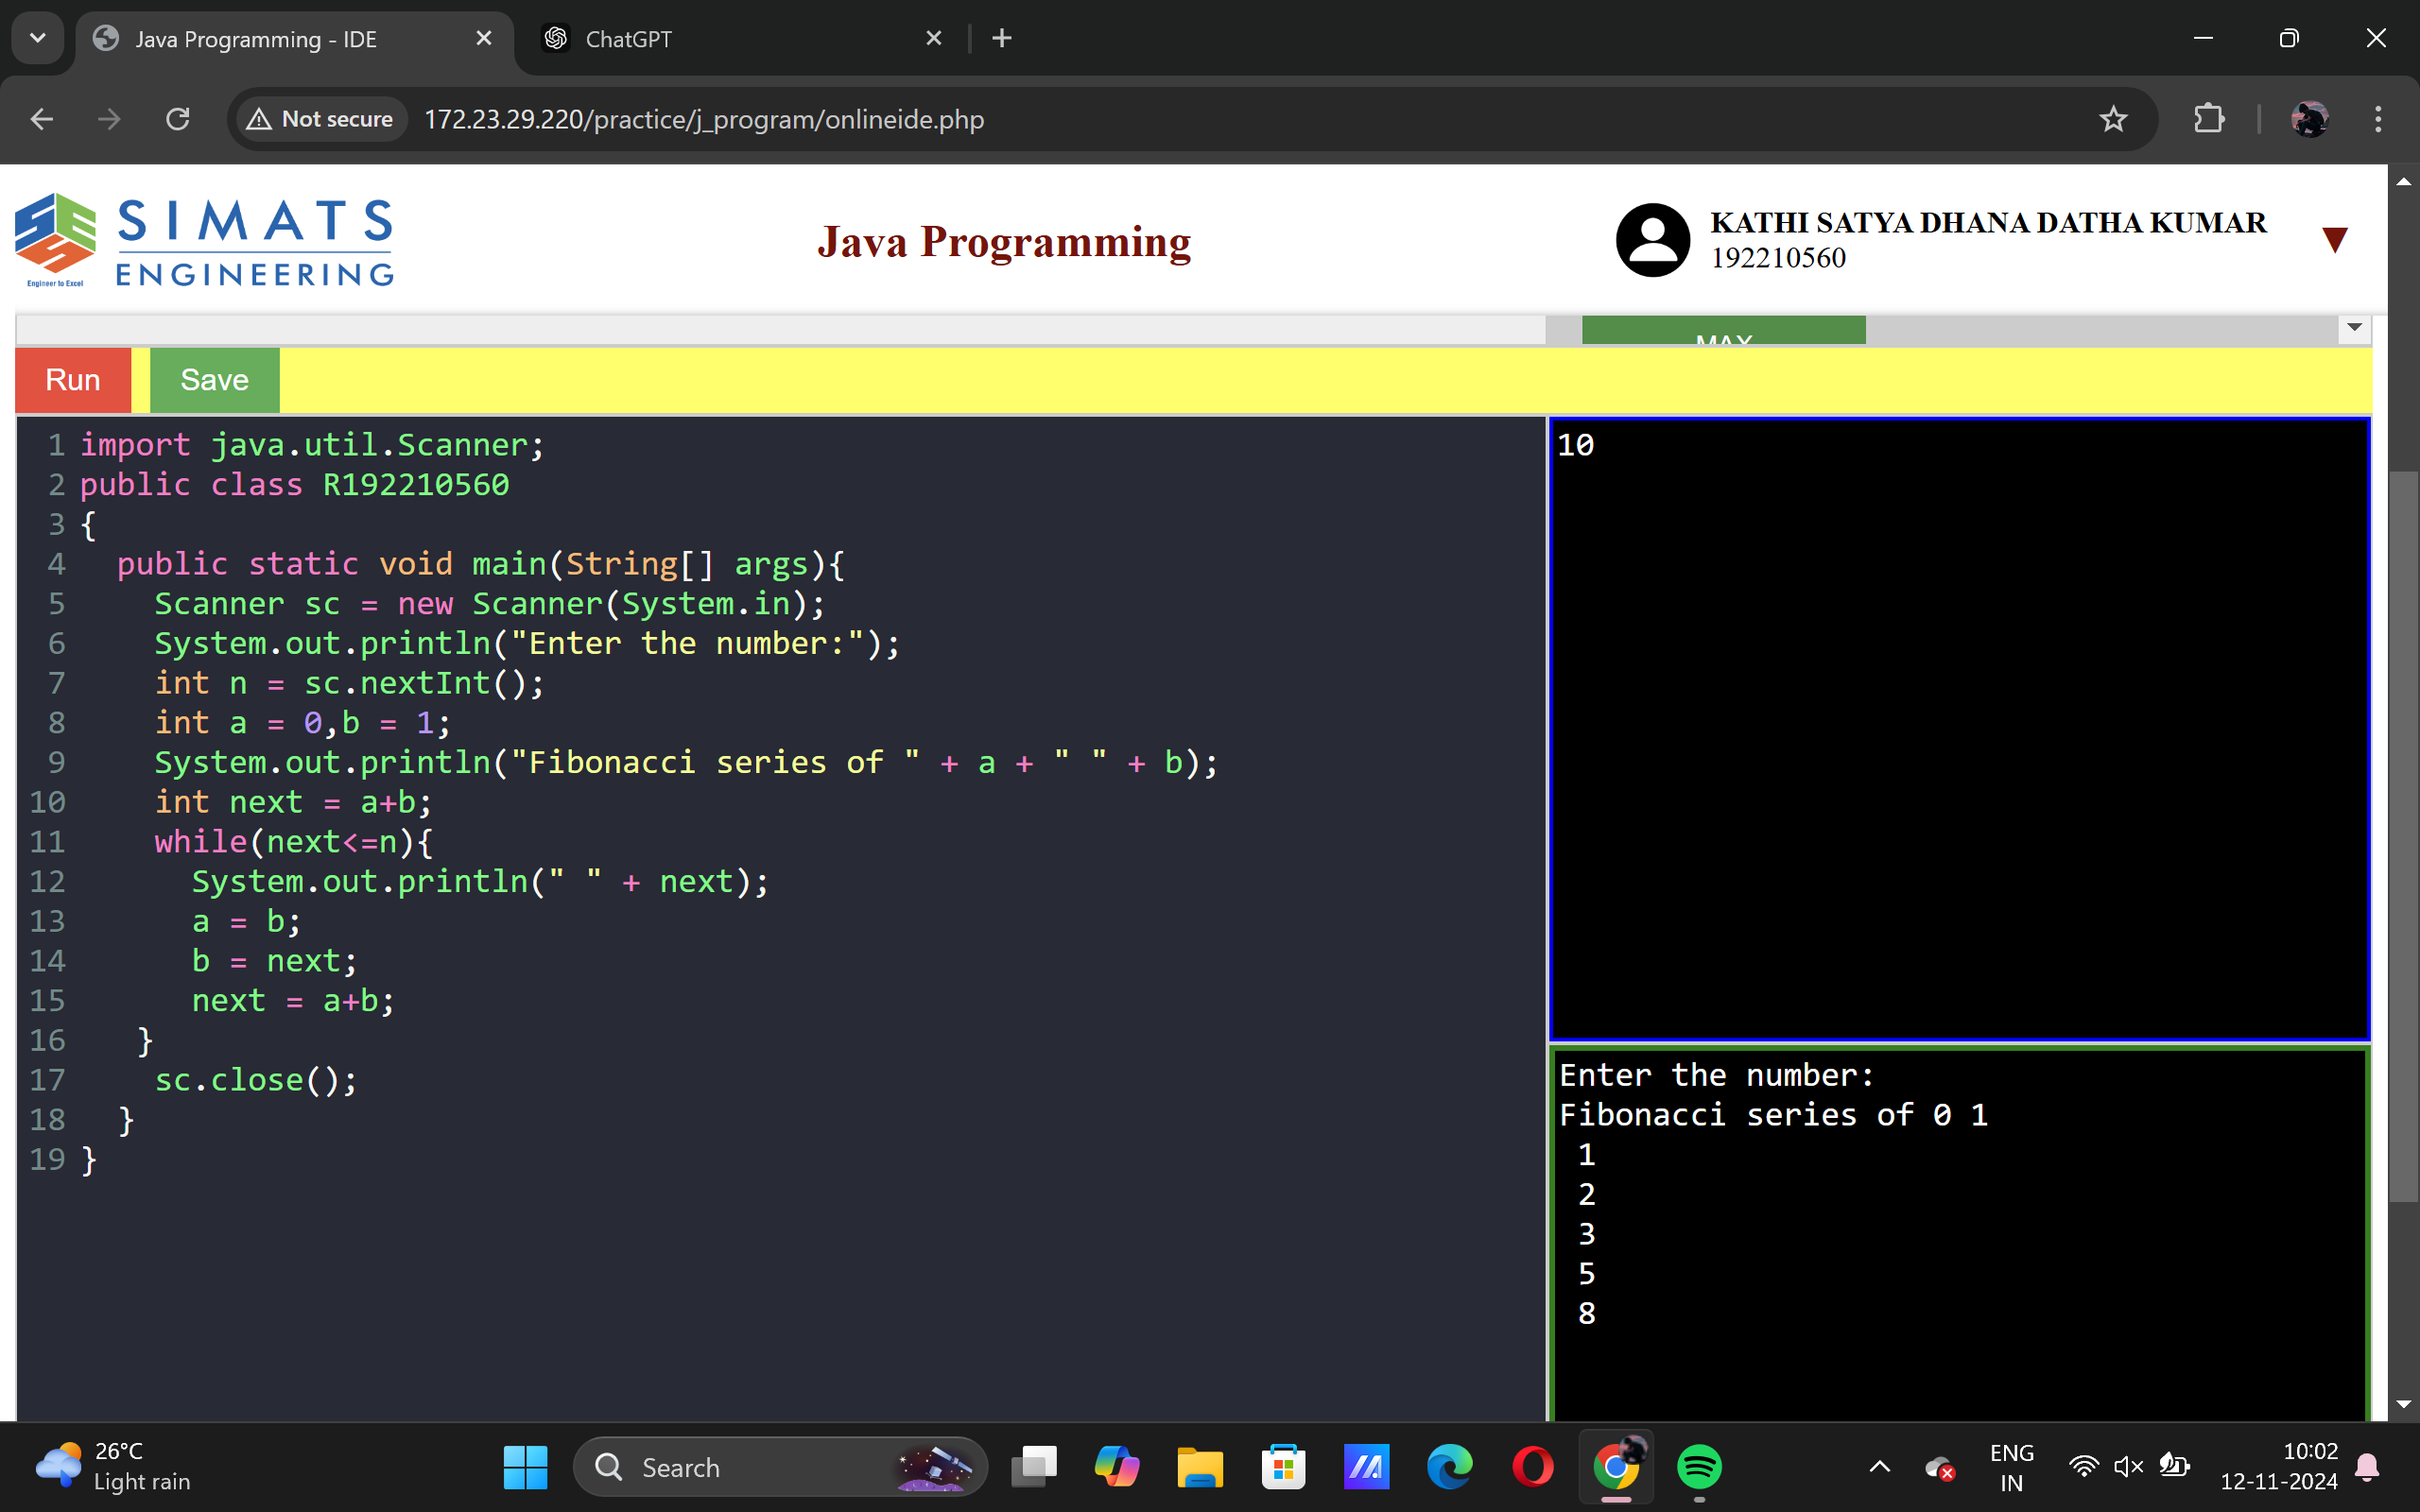 Java Programming - IDE
ChatGPT
Not secure
172.23.29.220/practice/j_program/onlineide.php
SIMATS
ENGINEERING
Engineer to Excel
Java Programming
KATHI SATYA DHANA DATHA KUMAR
192210560
MAX
Run
Save
1 import java.util.Scanner;
2 public class R192210560
3 {
4   public static void main(String[] args){
5     Scanner sc = new Scanner(System.in);
6     System.out.println("Enter the number:");
7     int n = sc.nextInt();
8     int a = 0,b = 1;
9     System.out.println("Fibonacci series of " + a + " " + b);
10     int next = a+b;
11     while(next<=n){
12       System.out.println(" " + next);
13       a = b;
14       b = next;
15       next = a+b;
16    }
17     sc.close();
18   }
19 }
10
Enter the number:
Fibonacci series of 0 1
1
2
3
5
8
26°C
Light rain
Search
ENG
IN
10:02
12-11-2024